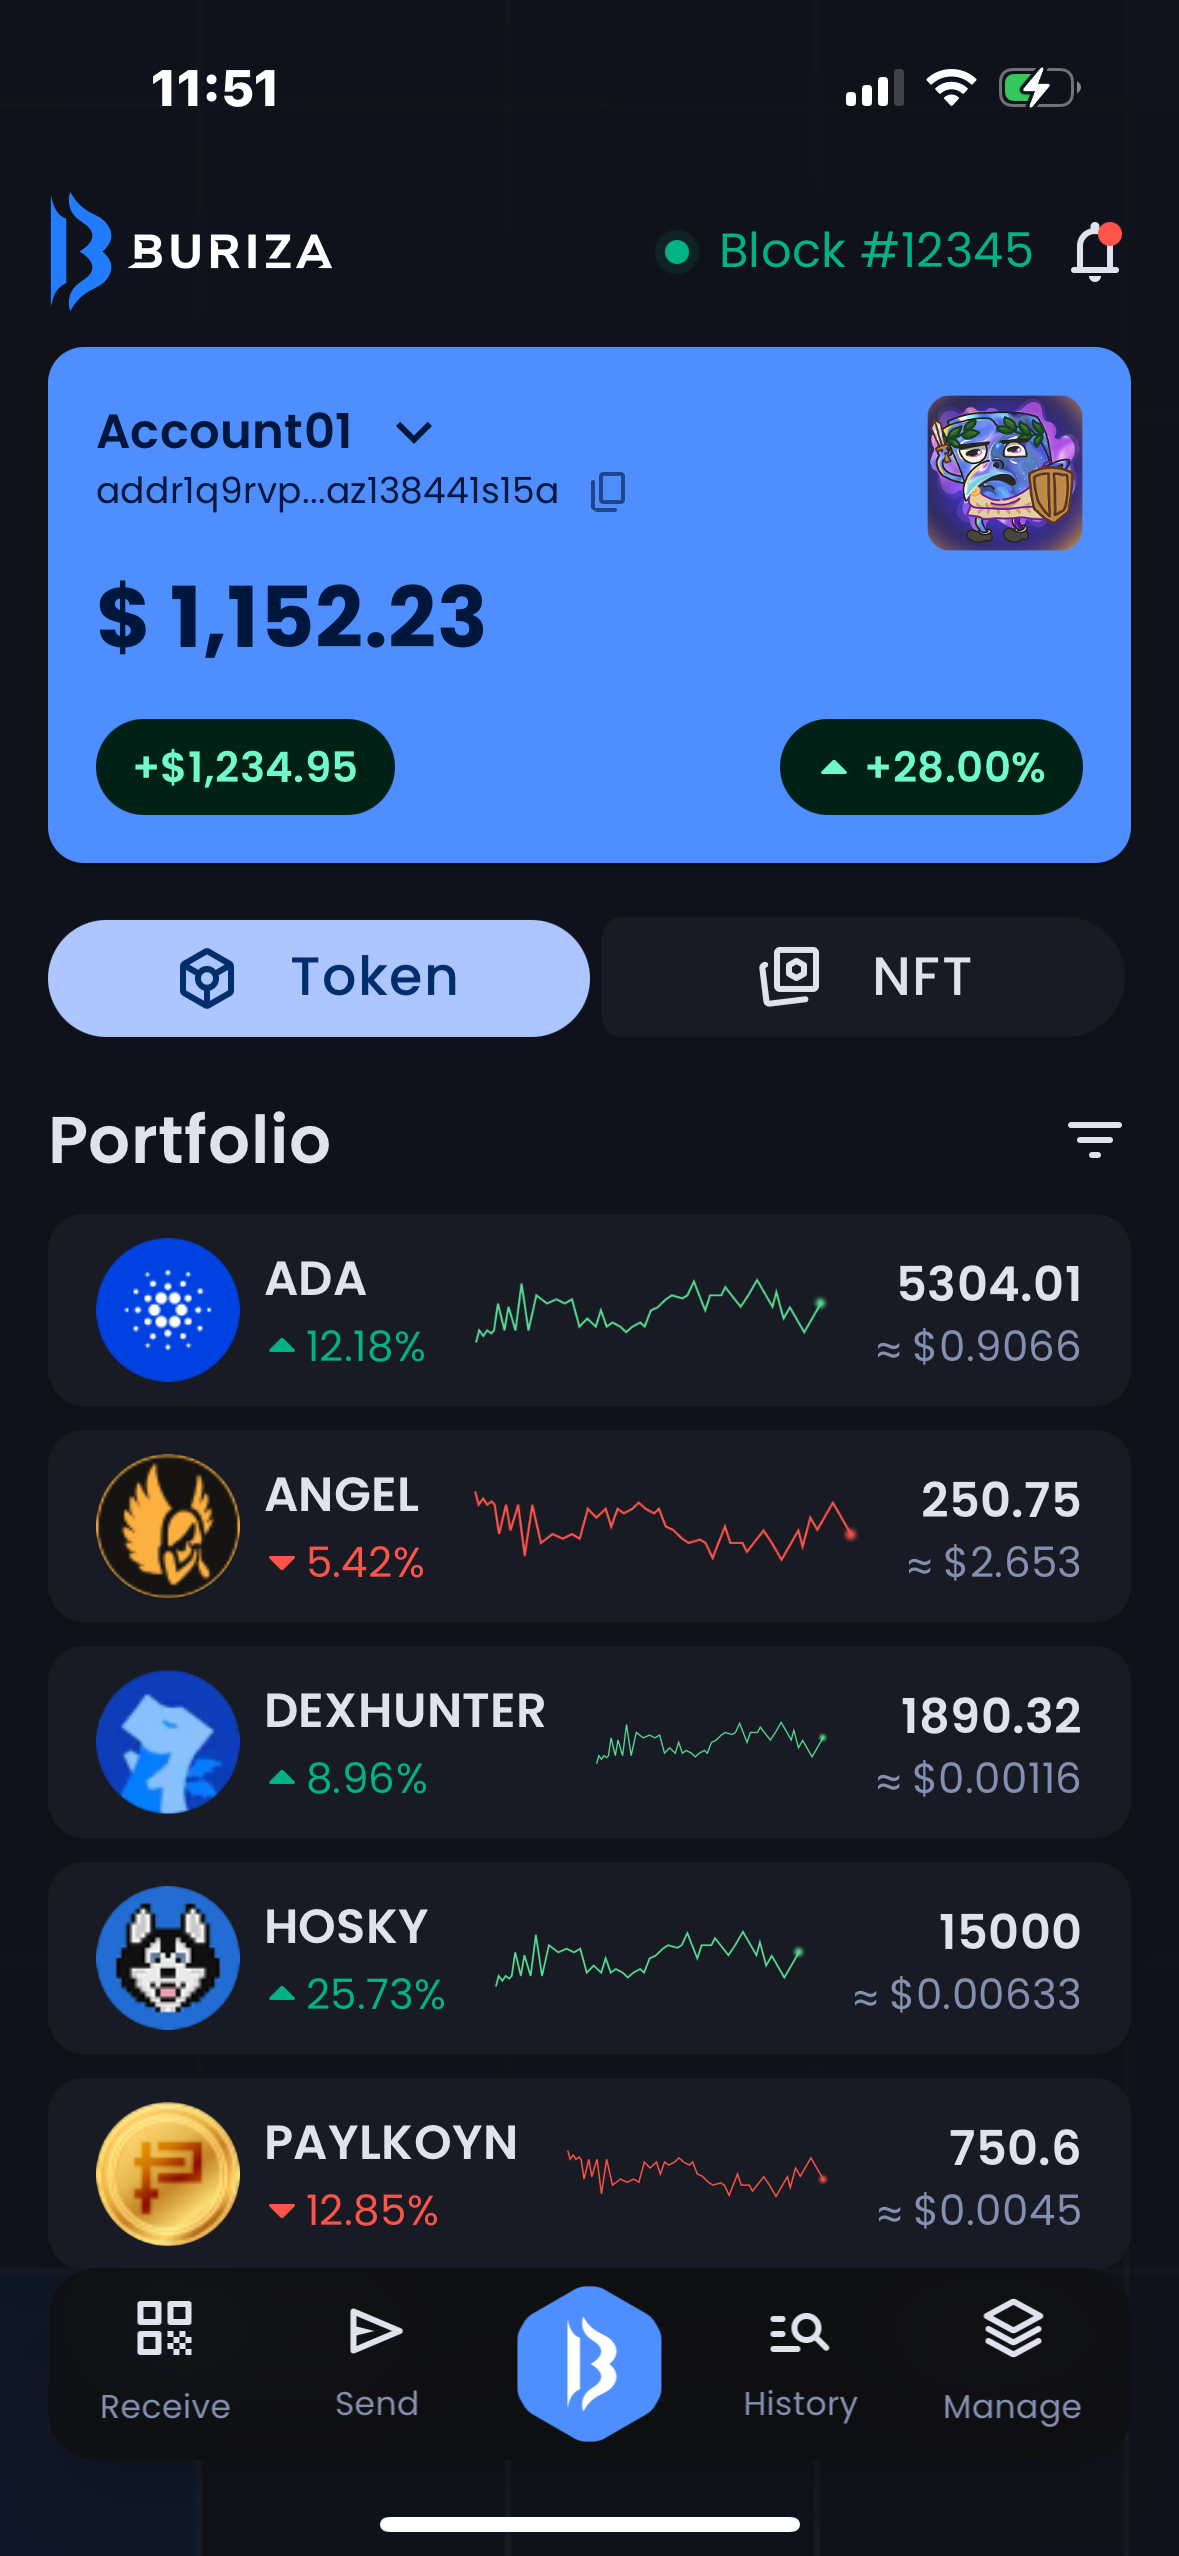 11:51
BURIZA
Block #12345
Account01
addr1q9rvp...az138441s15a
$ 1,152.23
+$1,234.95
+28.00%
Token
NFT
Portfolio
ADA
5304.01
12.18%
≈ $0.9066
ANGEL
250.75
5.42%
≈ $2.653
DEXHUNTER
1890.32
8.96%
≈ $0.00116
HOSKY
15000
25.73%
≈ $0.00633
PAYLKOYN
750.6
12.85%
≈ $0.0045
Receive
Send
History
Manage